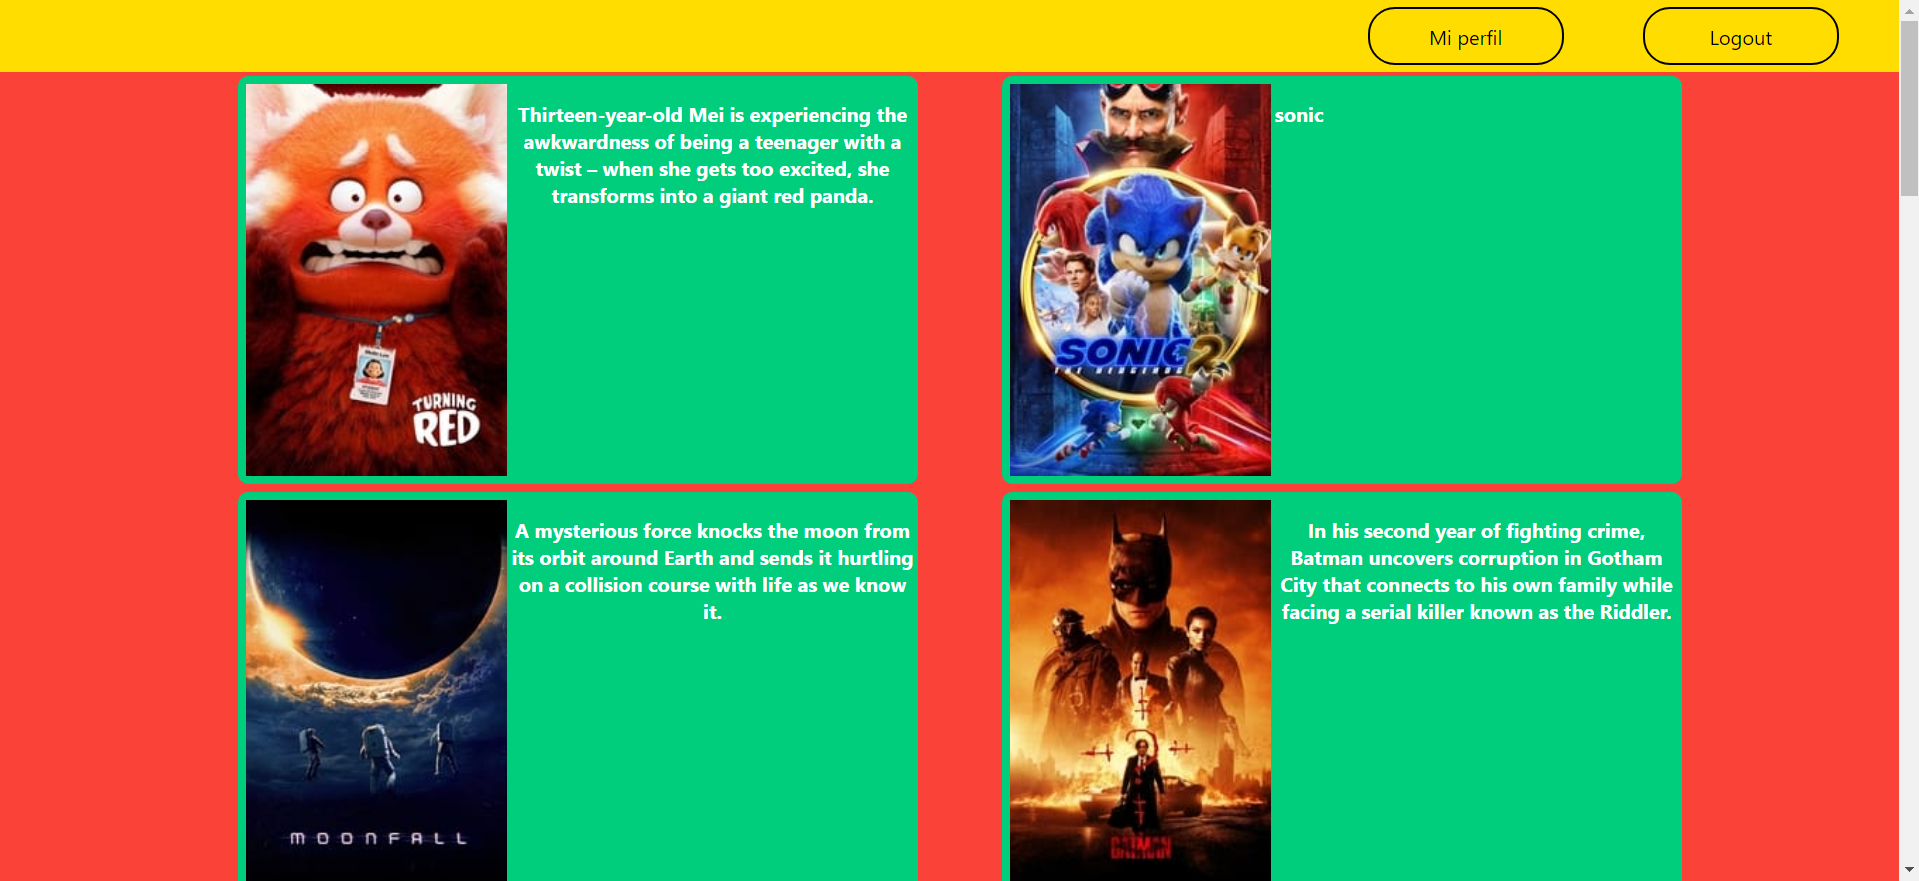 Mi perfil
Logout
Thirteen-year-old Mei is experiencing the
awkwardness of being a teenager with a
twist – when she gets too excited, she
transforms into a giant red panda.
TURNING
RED
sonic
SONIC 2
THE HEDGEHOG
A mysterious force knocks the moon from
its orbit around Earth and sends it hurtling
on a collision course with life as we know
it.
MOONFALL
In his second year of fighting crime,
Batman uncovers corruption in Gotham
City that connects to his own family while
facing a serial killer known as the Riddler.
BATMAN